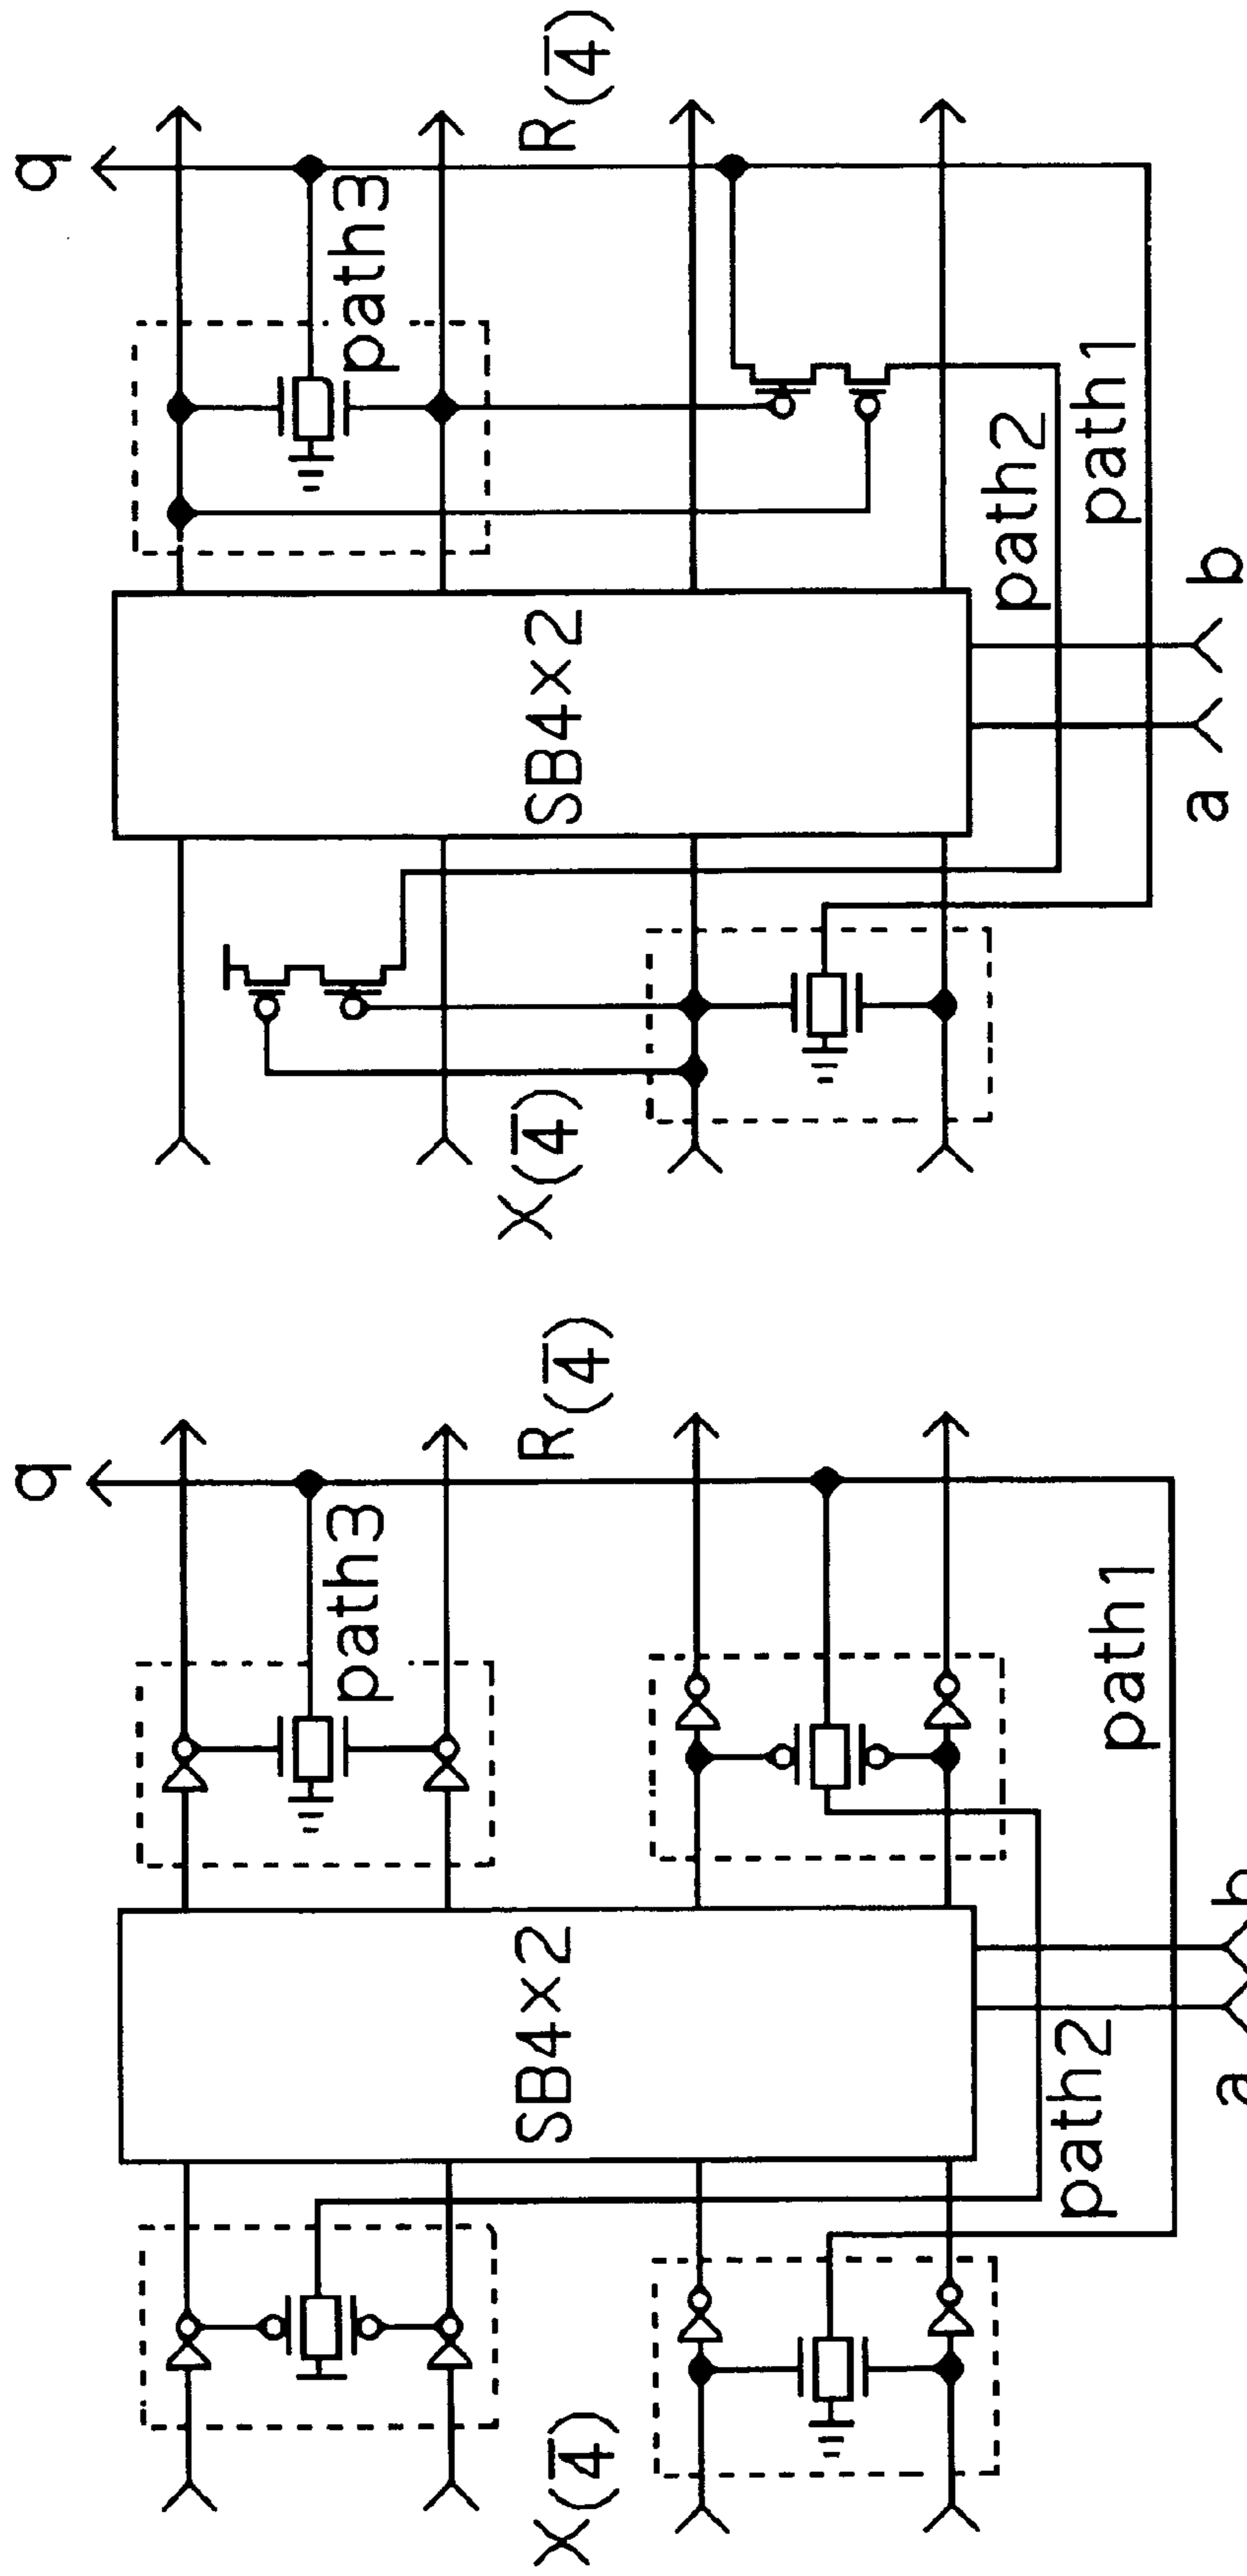 q
path3
SB4×2
X(4̅)
R(4̅)
path2
path1
a
q
path3
SB4×2
X(4̅)
R(4̅)
path2
path1
a b